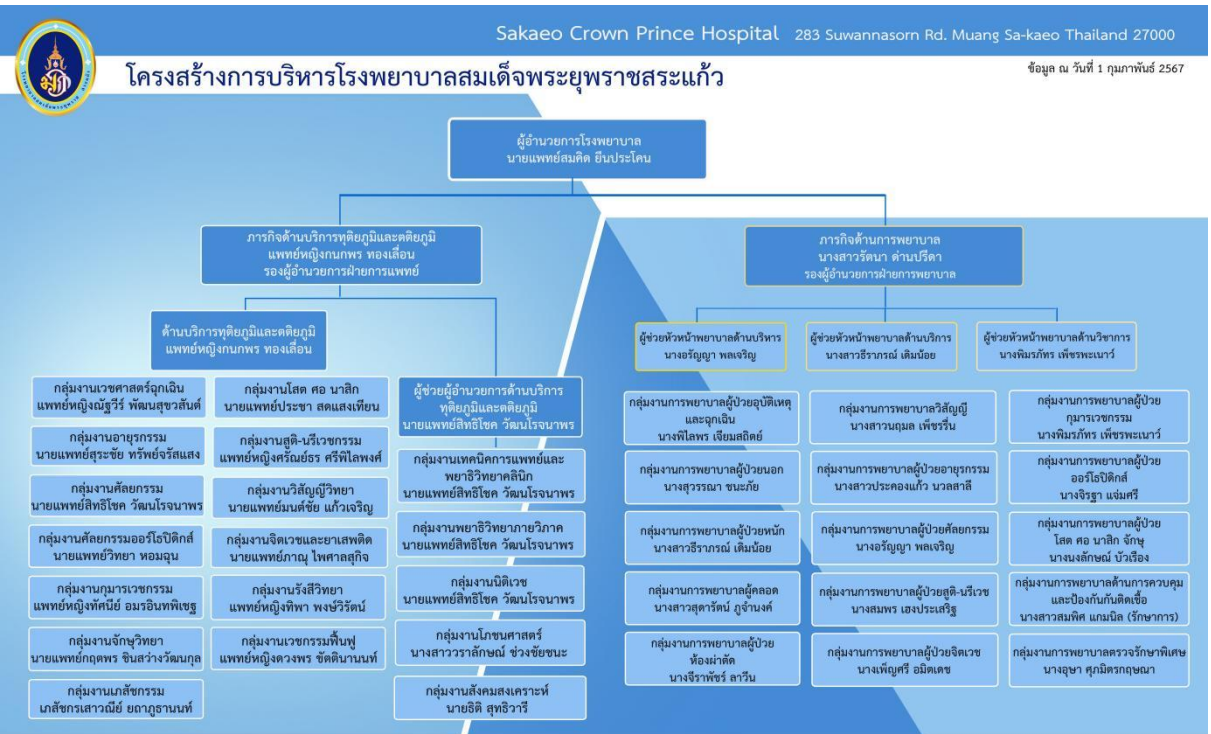 Sakaeo Crown Prince Hospital 283 Suwannasorn Rd. Muang Sa-kaeo Thailand 27000
โครงสร้างการบริหารโรงพยาบาลสมเด็จพระยุพราชสระแก้ว
ข้อมูล ณ วันที่ 1 กุมภาพันธ์ 2567
ผู้อำนวยการโรงพยาบาล
นายแพทย์สมคิด ยืนประโคน
ภารกิจด้านบริการทุติยภูมิและตติยภูมิ
แพทย์หญิงกนกพร ทองเลื่อน
รองผู้อำนวยการฝ่ายการแพทย์
ภารกิจด้านการพยาบาล
นางสาวรัตนา ด่านปรีดา
รองผู้อำนวยการฝ่ายการพยาบาล
ด้านบริการทุติยภูมิและตติยภูมิ
แพทย์หญิงกนกพร ทองเลื่อน
กลุ่มงานเวชศาสตร์ฉุกเฉิน
แพทย์หญิงณัฐวีร์ พัฒนสุขวสันต์
กลุ่มงานอายุรกรรม
นายแพทย์สุระชัย ทรัพย์จรัสแสง
กลุ่มงานศัลยกรรม
นายแพทย์สิทธิโชค วัฒนโรจนาพร
กลุ่มงานศัลยกรรมออร์โธปิดิกส์
นายแพทย์วิทยา หอมฉุน
กลุ่มงานกุมารเวชกรรม
แพทย์หญิงทัศนีย์ อมรอินทพิเชฐ
กลุ่มงานจักษุวิทยา
นายแพทย์กฤตพร ชินสว่างวัฒนกุล
กลุ่มงานเภสัชกรรม
เภสัชกรเสาวณีย์ ยถาภูธานนท์
กลุ่มงานโสต ศอ นาสิก
นายแพทย์ประชา สดแสงเทียน
กลุ่มงานสูติ-นรีเวชกรรม
แพทย์หญิงศรัณย์ธร ศรีพิไลพงศ์
กลุ่มงานวิสัญญีวิทยา
นายแพทย์มนต์ชัย แก้วเจริญ
กลุ่มงานจิตเวชและยาเสพติด
นายแพทย์ภาณุ ไพศาลสุกิจ
กลุ่มงานรังสีวิทยา
แพทย์หญิงทิพา พงษ์วิรัตน์
กลุ่มงานเวชกรรมฟื้นฟู
แพทย์หญิงดวงพร ชัตตินานนท์
ผู้ช่วยผู้อำนวยการด้านบริการ
ทุติยภูมิและตติยภูมิ
นายแพทย์สิทธิโชค วัฒนโรจนาพร
กลุ่มงานเทคนิคการแพทย์และ
พยาธิวิทยาคลินิก
นายแพทย์สิทธิโชค วัฒนโรจนาพร
กลุ่มงานพยาธิวิทยากายวิภาค
นายแพทย์สิทธิโชค วัฒนโรจนาพร
กลุ่มงานนิติเวช
นายแพทย์สิทธิโชค วัฒนโรจนาพร
กลุ่มงานโภชนศาสตร์
นางสาววราลักษณ์ ช่วงชัยชนะ
กลุ่มงานสังคมสงเคราะห์
นายธิติ สุทธิวารี
ผู้ช่วยหัวหน้าพยาบาลด้านบริหาร
นางอรัญญา พลเจริญ
ผู้ช่วยหัวหน้าพยาบาลด้านบริการ
นางสาวธีราภรณ์ เดิมน้อย
ผู้ช่วยหัวหน้าพยาบาลด้านวิชาการ
นางพิมรภัทร เพ็ชรพะเนาว์
กลุ่มงานการพยาบาลผู้ป่วยอุบัติเหตุ
และฉุกเฉิน
นางพิไลพร เจียมสถิตย์
กลุ่มงานการพยาบาลผู้ป่วยนอก
นางสุวรรณา ชนะภัย
กลุ่มงานการพยาบาลผู้ป่วยหนัก
นางสาวธีราภรณ์ เดิมน้อย
กลุ่มงานการพยาบาลผู้คลอด
นางสาวสุดารัตน์ ภูจำนงค์
กลุ่มงานการพยาบาลผู้ป่วย
ห้องผ่าตัด
นางจีราพัชร์ ลาวีน
กลุ่มงานการพยาบาลวิสัญญี
นางสาวนฤมล เพ็ชรรื่น
กลุ่มงานการพยาบาลผู้ป่วยอายุรกรรม
นางสาวประคองแก้ว นวลสาลี
กลุ่มงานการพยาบาลผู้ป่วยศัลยกรรม
นางอรัญญา พลเจริญ
กลุ่มงานการพยาบาลผู้ป่วยสูติ-นรีเวช
นางสมพร เฮงประเสริฐ
กลุ่มงานการพยาบาลผู้ป่วยจิตเวช
นางเพ็ญศรี อมิตเดช
กลุ่มงานการพยาบาลผู้ป่วย
กุมารเวชกรรม
นางพิมรภัทร เพ็ชรพะเนาว์
กลุ่มงานการพยาบาลผู้ป่วย
ออร์โธปิดิกส์
นางจิรฐา แจ่มศรี
กลุ่มงานการพยาบาลผู้ป่วย
โสต ศอ นาสิก จักษุ
นางนงลักษณ์ บัวเรือง
กลุ่มงานการพยาบาลด้านการควบคุม
และป้องกันกันติดเชื้อ
นางสาวสมพิศ แกมนิล (รักษาการ)
กลุ่มงานการพยาบาลตรวจรักษาพิเศษ
นางอุษา ศุภมิตรกฤษณา